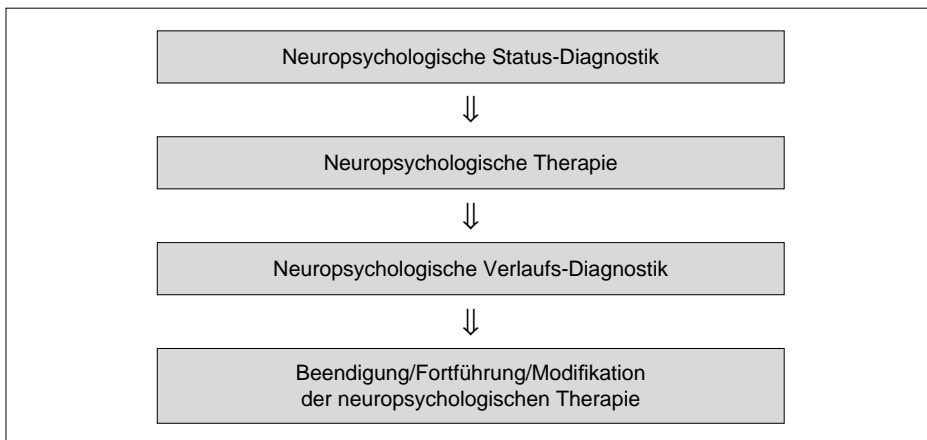 Neuropsychologische Status-Diagnostik
⇓
Neuropsychologische Therapie
⇓
Neuropsychologische Verlaufs-Diagnostik
⇓
Beendigung/Fortführung/Modifikation
der neuropsychologischen Therapie